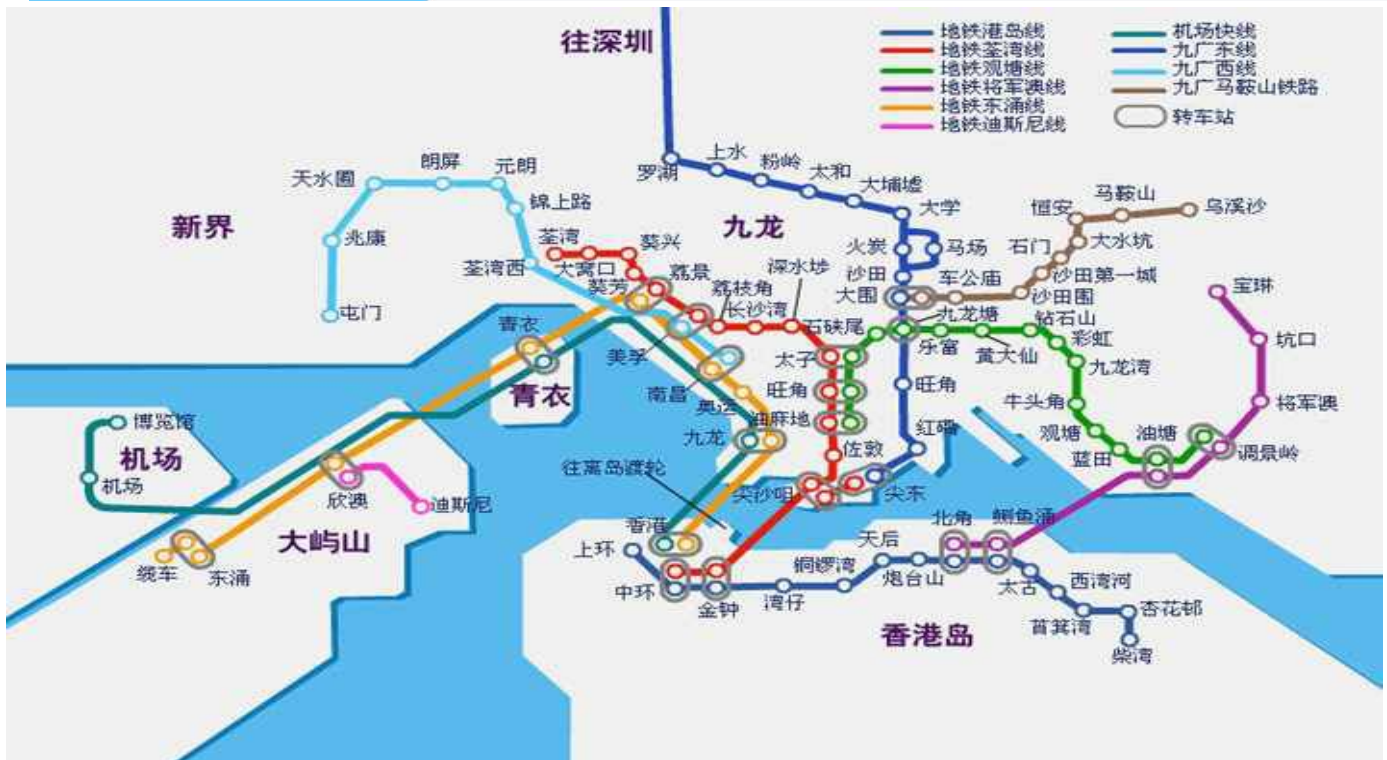 往深圳
地铁港岛线
地铁荃湾线
地铁观塘线
地铁将军澳线
地铁东涌线
地铁迪斯尼线
机场快线
九广东线
九广西线
九广马鞍山铁路
转车站
罗湖
上水
粉岭
太和
大埔墟
大学
火炭
马场
沙田
大围
天水围
朗屏
元朗
锦上路
兆康
屯门
荃湾西
新界
九龙
荃湾
大窝口
葵兴
葵芳
荔景
荔枝角
长沙湾
深水埗
石硖尾
恒安
马鞍山
乌溪沙
大水坑
石门
沙田第一城
车公庙
沙田围
九龙塘
乐富
黄大仙
钻石山
彩虹
九龙湾
牛头角
观塘
蓝田
油塘
宝琳
坑口
将军澳
调景岭
青衣
青衣
美孚
南昌
奥运
九龙
太子
旺角
油麻地
旺角
佐敦
红磡
尖沙咀
尖东
博览馆
机场
机场
欣澳
迪斯尼
大屿山
缆车
东涌
往离岛渡轮
香港
上环
中环
金钟
湾仔
铜锣湾
天后
炮台山
北角
鲗鱼涌
太古
西湾河
筲箕湾
杏花邨
柴湾
香港岛